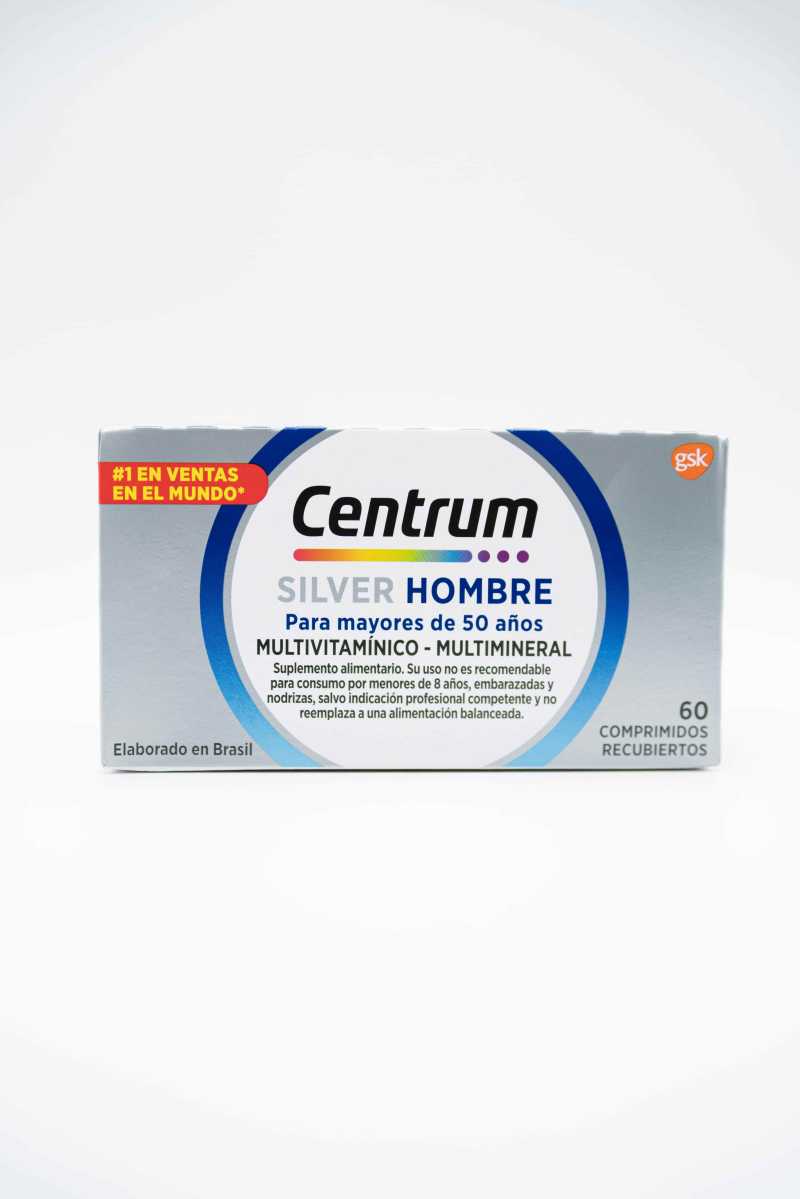 #1 EN VENTAS
EN EL MUNDO*
gsk
Centrum
SILVER HOMBRE
Para mayores de 50 años
MULTIVITAMÍNICO - MULTIMINERAL
Suplemento alimentario. Su uso no es recomendable
para consumo por menores de 8 años, embarazadas y
nodrizas, salvo indicación profesional competente y no
reemplaza a una alimentación balanceada.
Elaborado en Brasil
60
COMPRIMIDOS
RECUBIERTOS